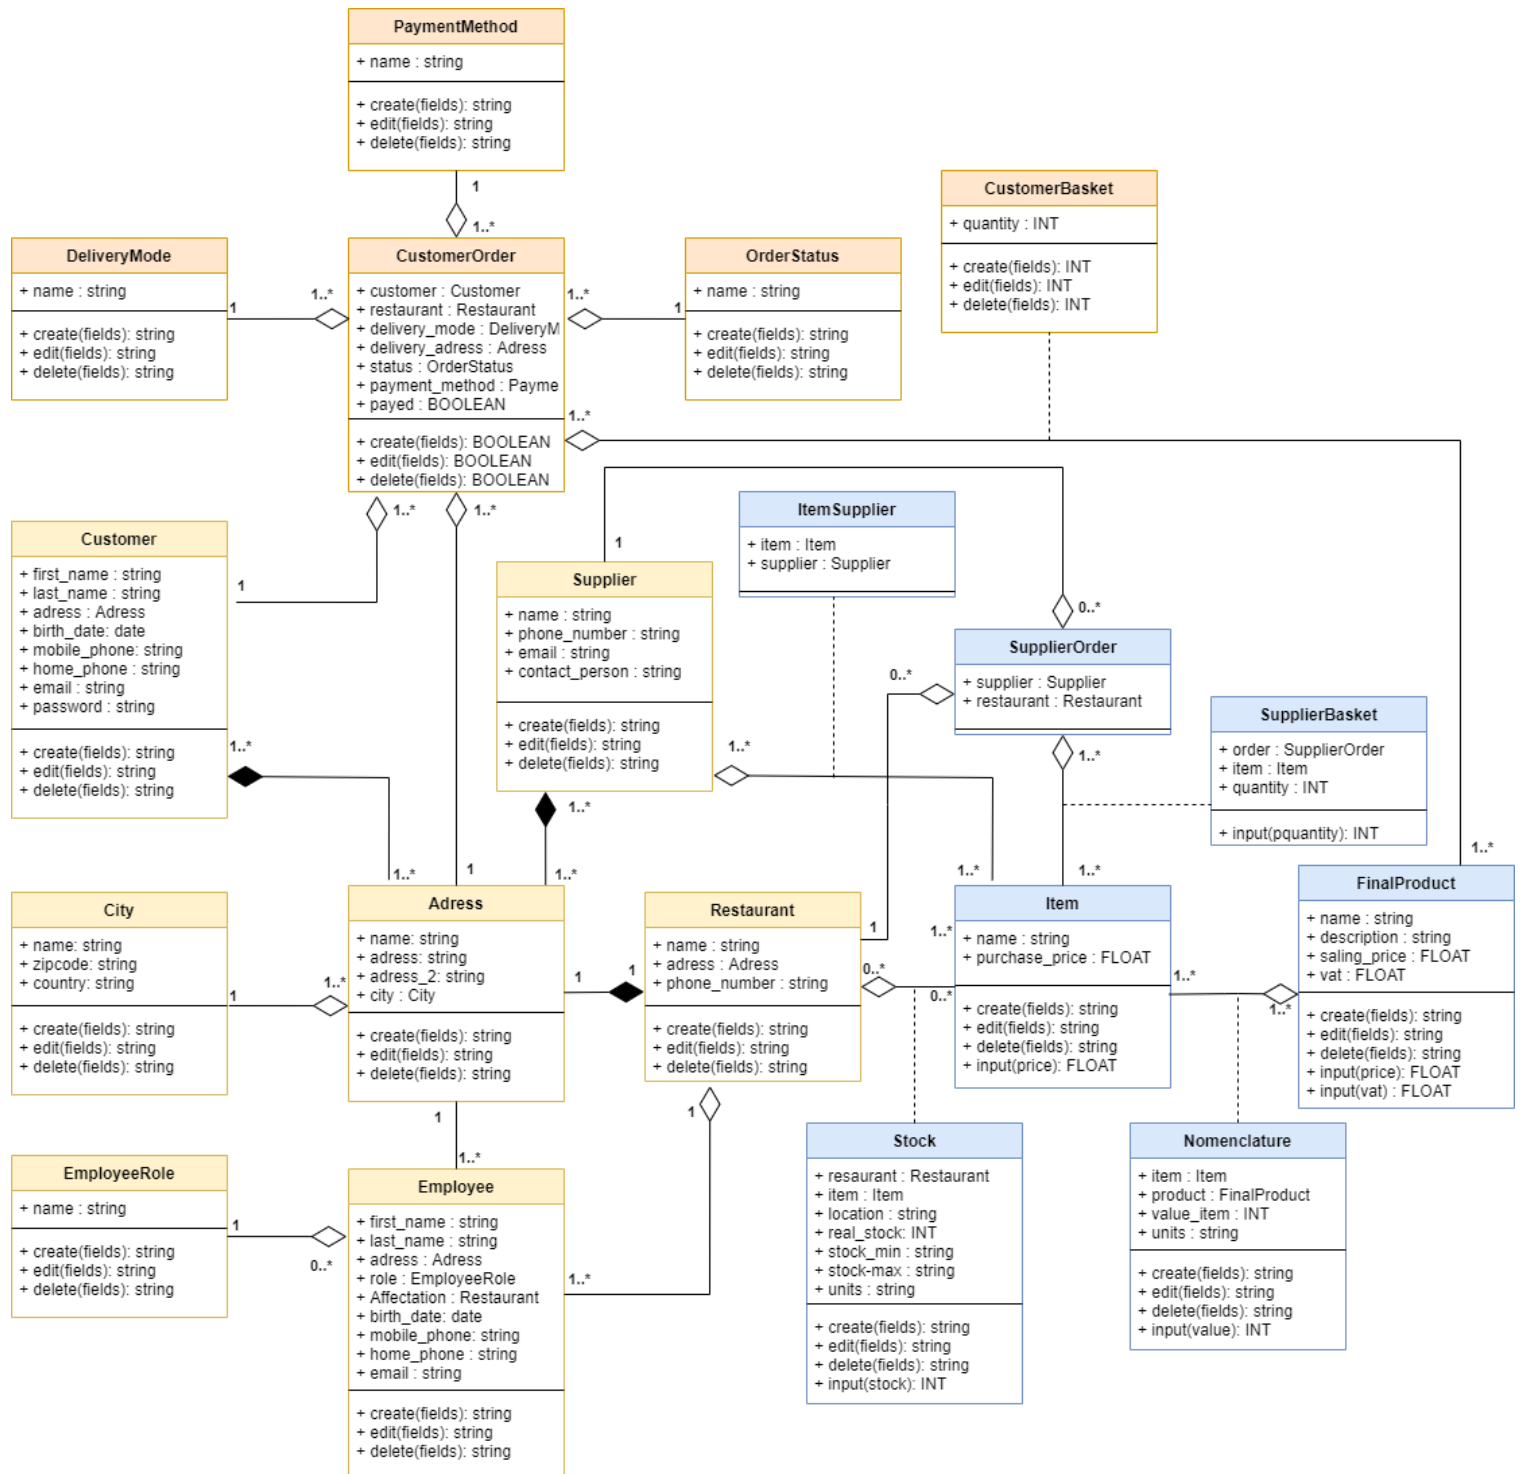 PaymentMethod
+ name : string
+ create(fields): string
+ edit(fields): string
+ delete(fields): string
1
1..*
CustomerBasket
+ quantity : INT
+ create(fields): INT
+ edit(fields): INT
+ delete(fields): INT
DeliveryMode
+ name : string
+ create(fields): string
+ edit(fields): string
+ delete(fields): string
1
1..*
CustomerOrder
+ customer : Customer
+ restaurant : Restaurant
+ delivery_mode : DeliveryM
+ delivery_adress : Adress
+ status : OrderStatus
+ payment_method : Payme
+ payed : BOOLEAN
+ create(fields): BOOLEAN
+ edit(fields): BOOLEAN
+ delete(fields): BOOLEAN
1..*
1
OrderStatus
+ name : string
+ create(fields): string
+ edit(fields): string
+ delete(fields): string
1..*
1..*
1..*
Customer
+ first_name : string
+ last_name : string
+ adress : Adress
+ birth_date: date
+ mobile_phone: string
+ home_phone : string
+ email : string
+ password : string
+ create(fields): string
+ edit(fields): string
+ delete(fields): string
1
1..*
1..*
1
Supplier
+ name : string
+ phone_number : string
+ email : string
+ contact_person : string
+ create(fields): string
+ edit(fields): string
+ delete(fields): string
1
1..*
1..*
1..*
1..*
ItemSupplier
+ item : Item
+ supplier : Supplier
0..*
SupplierOrder
+ supplier : Supplier
+ restaurant : Restaurant
0..*
1..*
1..*
SupplierBasket
+ order : SupplierOrder
+ item : Item
+ quantity : INT
+ input(pquantity): INT
1..*
City
+ name: string
+ zipcode: string
+ country: string
+ create(fields): string
+ edit(fields): string
+ delete(fields): string
1
1..*
Adress
+ name: string
+ adress: string
+ adress_2: string
+ city : City
+ create(fields): string
+ edit(fields): string
+ delete(fields): string
1
1
Restaurant
+ name : string
+ adress : Adress
+ phone_number : string
+ create(fields): string
+ edit(fields): string
+ delete(fields): string
1
0..*
1..*
0..*
Item
+ name : string
+ purchase_price : FLOAT
+ create(fields): string
+ edit(fields): string
+ delete(fields): string
+ input(price): FLOAT
1..*
1..*
FinalProduct
+ name : string
+ description : string
+ saling_price : FLOAT
+ vat : FLOAT
+ create(fields): string
+ edit(fields): string
+ delete(fields): string
+ input(price): FLOAT
+ input(vat) : FLOAT
1
1..*
1
1..*
EmployeeRole
+ name : string
+ create(fields): string
+ edit(fields): string
+ delete(fields): string
1
0..*
Employee
+ first_name : string
+ last_name : string
+ adress : Adress
+ role : EmployeeRole
+ Affectation : Restaurant
+ birth_date: date
+ mobile_phone: string
+ home_phone : string
+ email : string
+ create(fields): string
+ edit(fields): string
+ delete(fields): string
Stock
+ resaurant : Restaurant
+ item : Item
+ location : string
+ real_stock: INT
+ stock_min : string
+ stock-max : string
+ units : string
+ create(fields): string
+ edit(fields): string
+ delete(fields): string
+ input(stock): INT
Nomenclature
+ item : Item
+ product : FinalProduct
+ value_item : INT
+ units : string
+ create(fields): string
+ edit(fields): string
+ delete(fields): string
+ input(value): INT